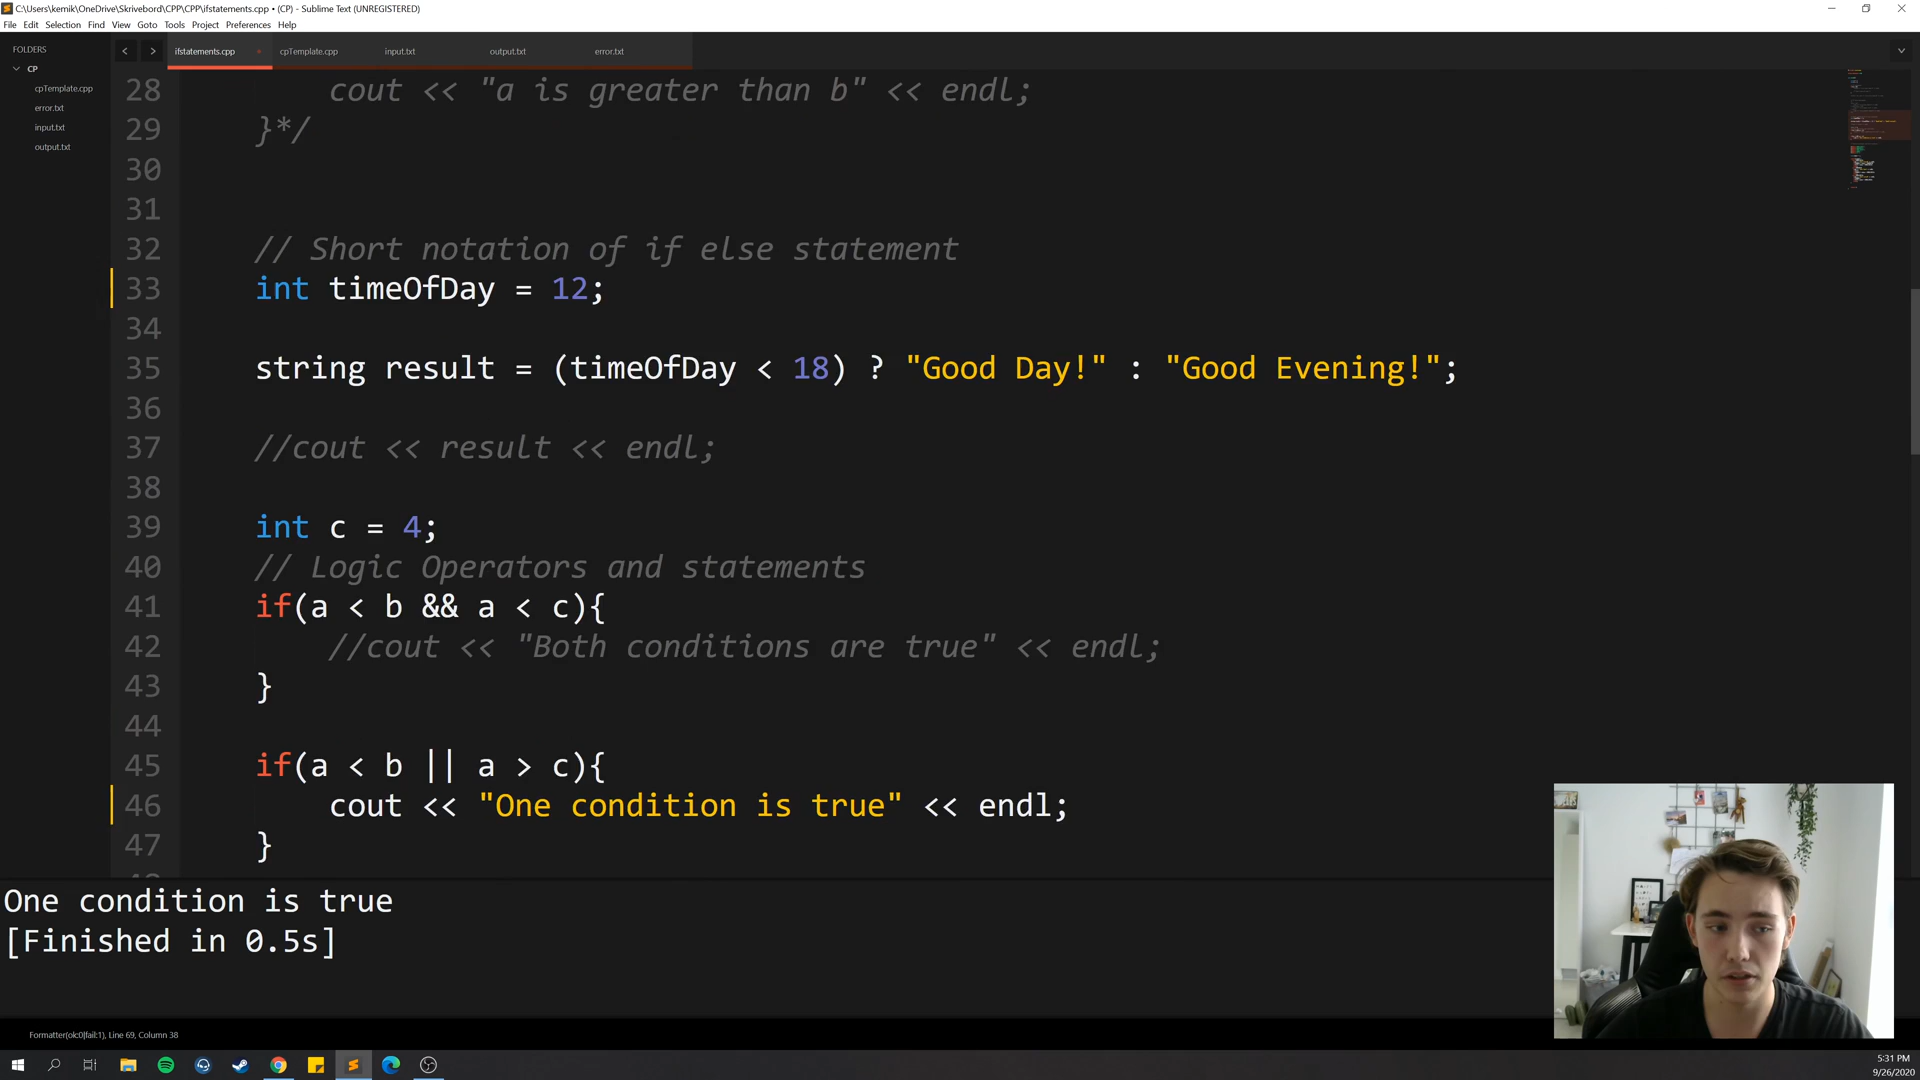 C:\Users\kemik\OneDrive\Skrivebord\CPP\CPP\ifstatements.cpp • (CP) - Sublime Text (UNREGISTERED)
File Edit Selection Find View Goto Tools Project Preferences Help
FOLDERS
CP
cpTemplate.cpp
error.txt
input.txt
output.txt
ifstatements.cpp cpTemplate.cpp input.txt output.txt error.txt
28 cout << "a is greater than b" << endl;
29 }*/
30
31
32 // Short notation of if else statement
33 int timeOfDay = 12;
34
35 string result = (timeOfDay < 18) ? "Good Day!" : "Good Evening!";
36
37 //cout << result << endl;
38
39 int c = 4;
40 // Logic Operators and statements
41 if(a < b && a < c){
42 //cout << "Both conditions are true" << endl;
43 }
44
45 if(a < b || a > c){
46 cout << "One condition is true" << endl;
47 }
One condition is true
[Finished in 0.5s]
Formatter(ok:0|fail:1), Line 69, Column 38
5:31 PM
9/26/2020